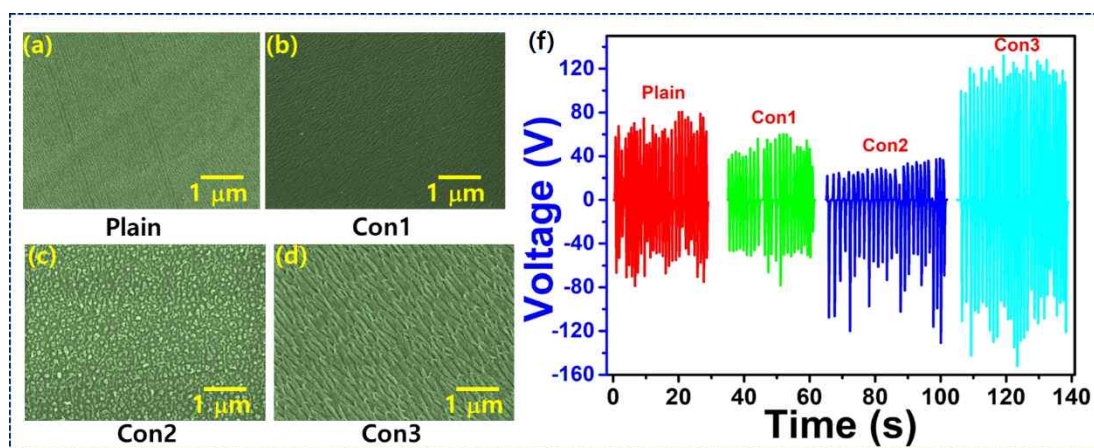 (a)
1 μm
Plain
(b)
1 μm
Con1
(c)
1 μm
Con2
(d)
1 μm
Con3
(f)
Voltage (V)
120
80
40
0
-40
-80
-120
-160
Plain
Con1
Con2
Con3
0 20 40 60 80 100 120 140
Time (s)